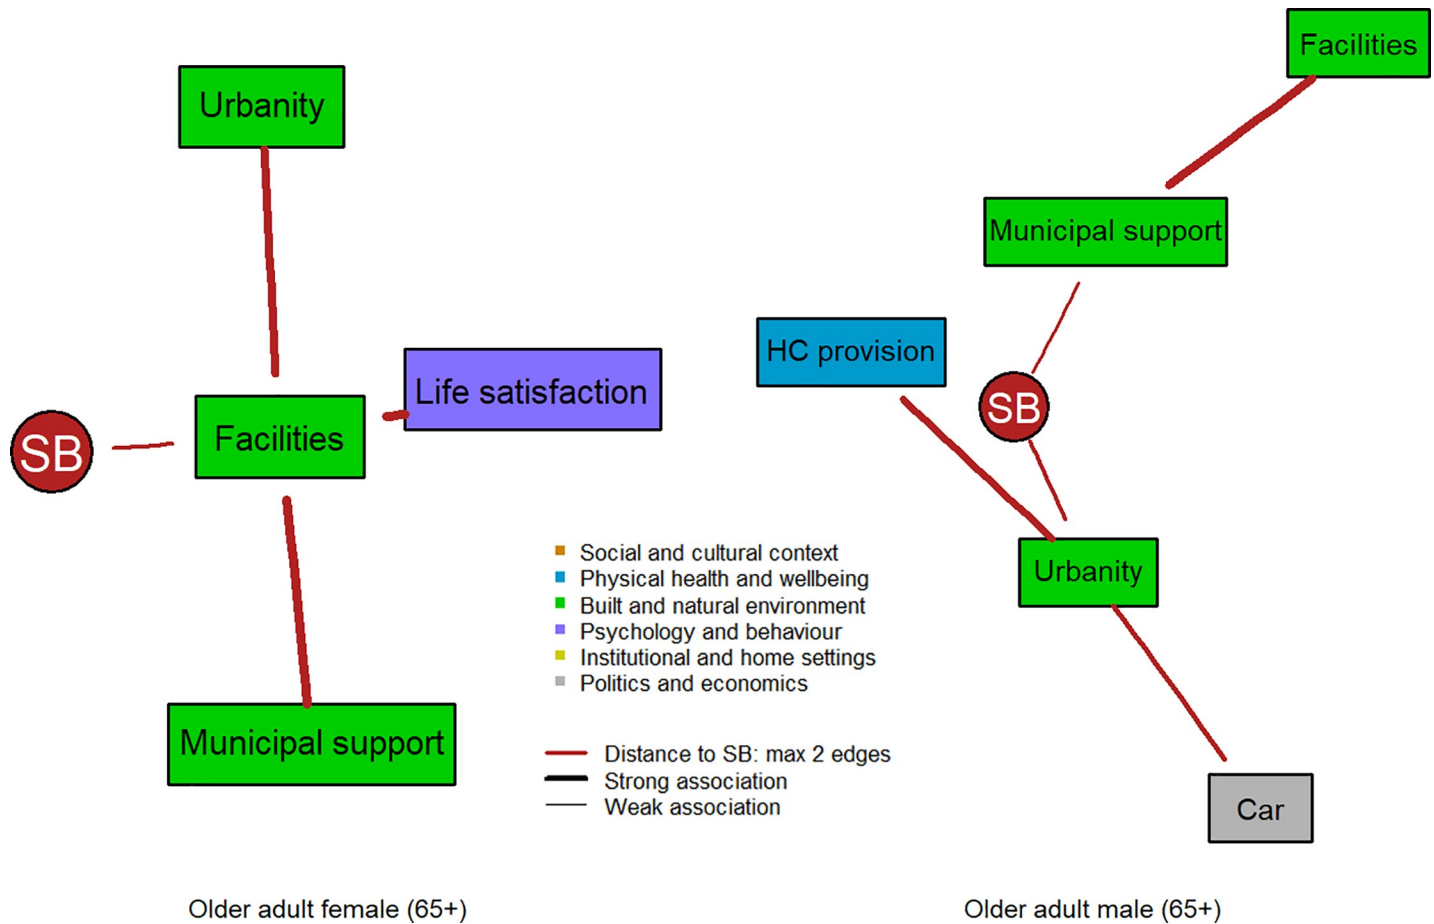 Urbanity
Life satisfaction
SB
Facilities
Municipal support
Older adult female (65+)
Social and cultural context
Physical health and wellbeing
Built and natural environment
Psychology and behaviour
Institutional and home settings
Politics and economics
Distance to SB: max 2 edges
Strong association
Weak association
Facilities
Municipal support
HC provision
SB
Urbanity
Car
Older adult male (65+)